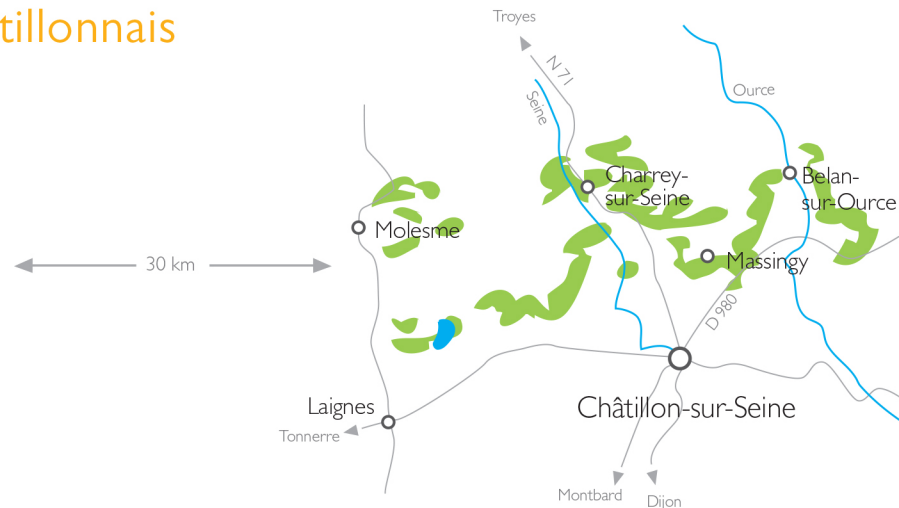 tillonnais
Troyes
N 71
Seine
Ource
Charrey-
sur-Seine
Belan-
sur-Ource
Molesme
Massingy
30 km
D 980
Laignes
Châtillon-sur-Seine
Tonnerre
Montbard
Dijon